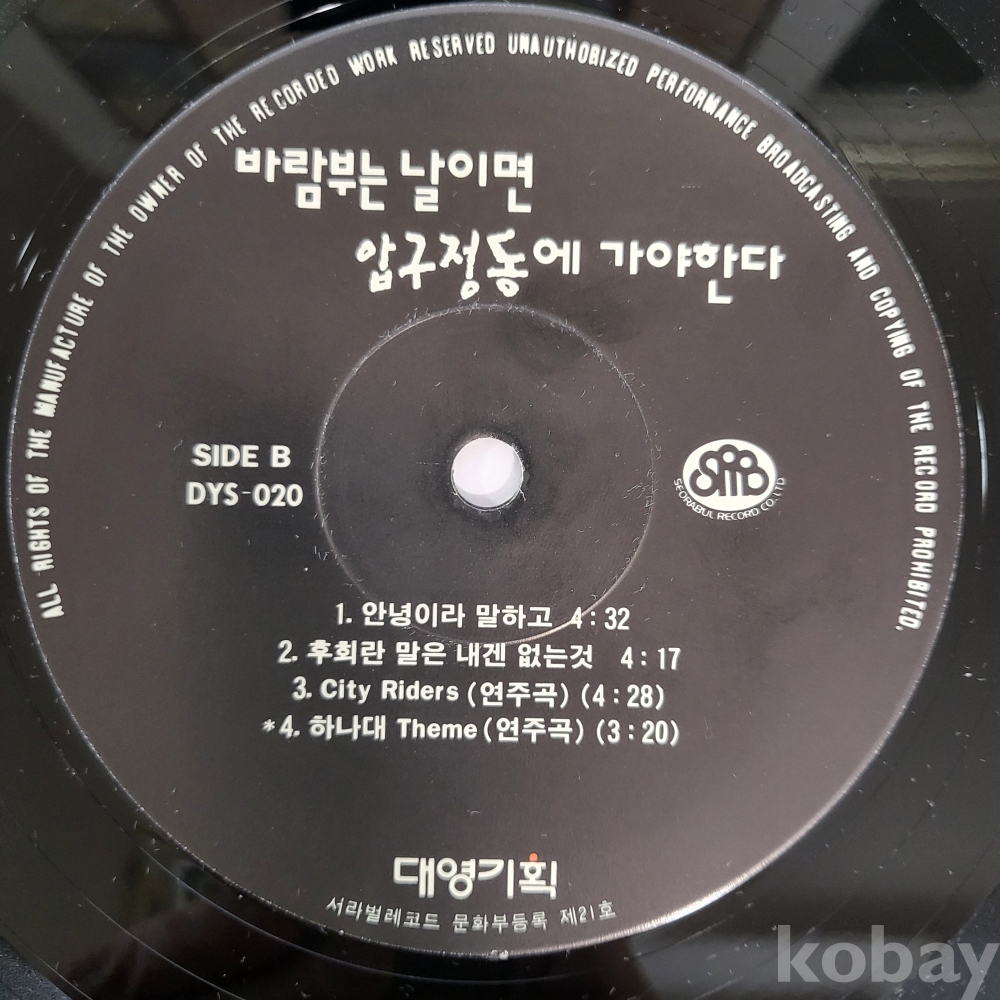 ALL RIGHTS OF THE MANUFACTURE OF THE OWNER OF THE RECORDED WORK RESERVED UNAUTHORIZED PERFORMANCE BROADCASTING AND COPYING OF THE RECORD PROHIBITED.
바람부는 날이면
압구정동에 가야한다
SIDE B
DYS-020
SRB
SEORABUL RECORD CO. LTD
1. 안녕이라 말하고 4:32
2. 후회란 말은 내겐 없는것 4:17
3. City Riders (연주곡) (4:28)
*4. 하나대 Theme (연주곡) (3:20)
대영기획
서라벌레코드 문화부등록 제21호
kobay